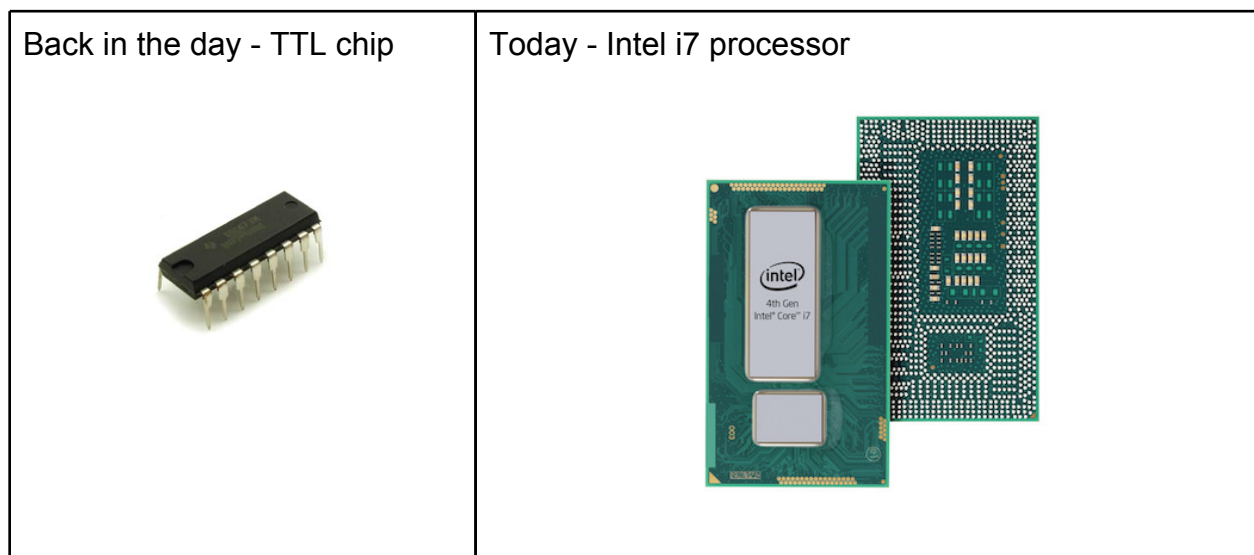 Back in the day - TTL chip
Today - Intel i7 processor
intel
4th Gen
Intel® Core™ i7